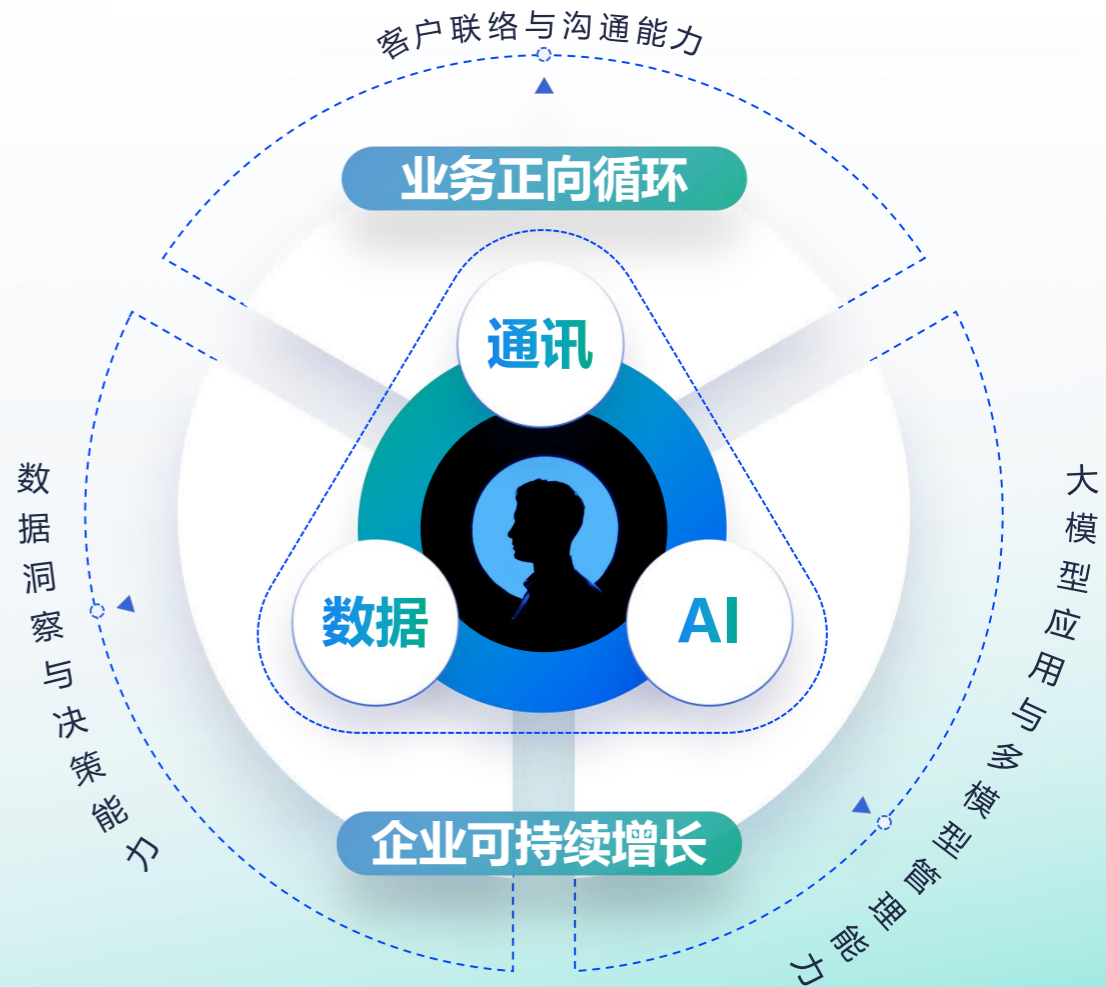 客户联络与沟通能力
业务正向循环
通讯
数据
AI
数据洞察与决策能力
大模型应用与多模型管理能力
企业可持续增长